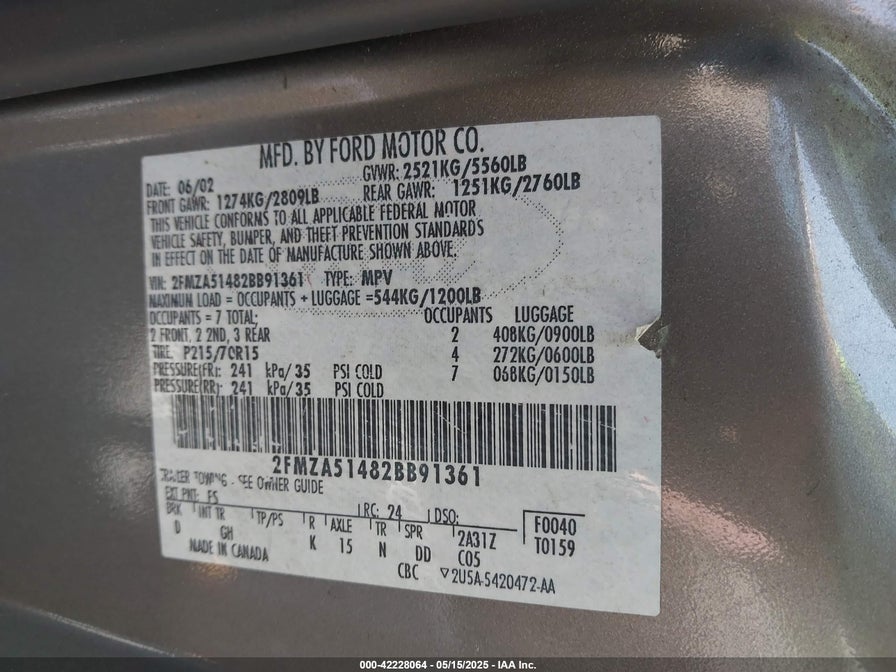 MFD. BY FORD MOTOR CO.
DATE: 06/02 GVWR: 2521KG/5560LB
FRONT GAWR: 1274KG/2809LB REAR GAWR: 1251KG/2760LB
THIS VEHICLE CONFORMS TO ALL APPLICABLE FEDERAL MOTOR
VEHICLE SAFETY, BUMPER, AND THEFT PREVENTION STANDARDS
IN EFFECT ON THE DATE OF MANUFACTURE SHOWN ABOVE.
VIN: 2FMZA51482BB91361 TYPE: MPV
MAXIMUM LOAD = OCCUPANTS + LUGGAGE =544KG/1200LB
OCCUPANTS = 7 TOTAL; OCCUPANTS LUGGAGE
2 FRONT, 2 2ND, 3 REAR 2 408KG/0900LB
TIRE: P215/70R15 4 272KG/0600LB
PRESSURE(FR): 241 kPa/35 PSI COLD 7 068KG/0150LB
PRESSURE(RR): 241 kPa/35 PSI COLD
2FMZA51482BB91361
TRAILER TOWING - SEE OWNER GUIDE
EXT PNT: FS RC: 24 DSO:
BRK INT TR TP/PS R AXLE TR SPR 2A31Z F0040
D GH K 15 N DD C05 T0159
MADE IN CANADA CBC ▽2U5A-5420472-AA
000-42228064 - 05/15/2025 - IAA Inc.